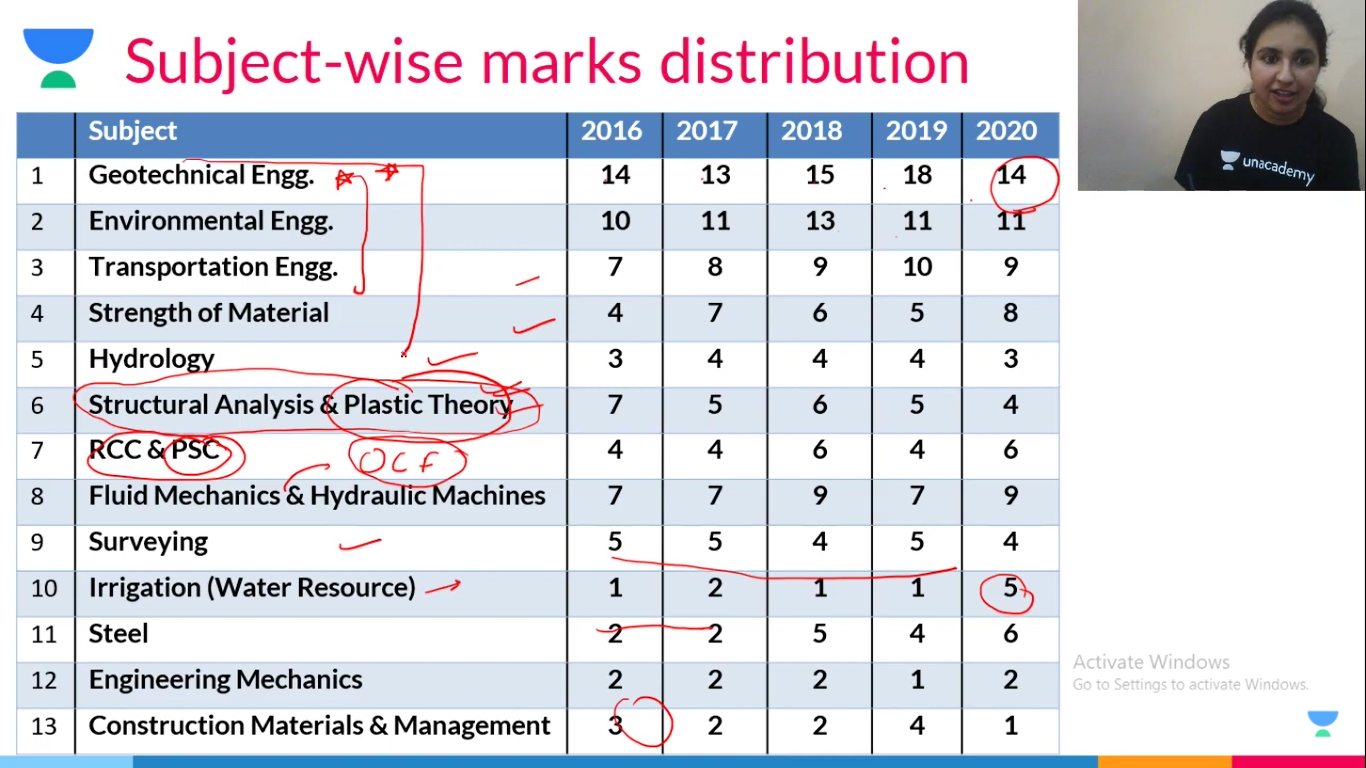 Subject-wise marks distribution
unacademy
Subject 2016 2017 2018 2019 2020
1 Geotechnical Engg. 14 13 15 18 14
2 Environmental Engg. 10 11 13 11 11
3 Transportation Engg. 7 8 9 10 9
4 Strength of Material 4 7 6 5 8
5 Hydrology 3 4 4 4 3
6 Structural Analysis & Plastic Theory 7 5 6 5 4
7 RCC & PSC OCF 4 4 6 4 6
8 Fluid Mechanics & Hydraulic Machines 7 7 9 7 9
9 Surveying 5 5 4 5 4
10 Irrigation (Water Resource) 1 2 1 1 5
11 Steel 2 2 5 4 6
12 Engineering Mechanics 2 2 2 1 2
13 Construction Materials & Management 3 2 2 4 1
Activate Windows
Go to Settings to activate Windows.